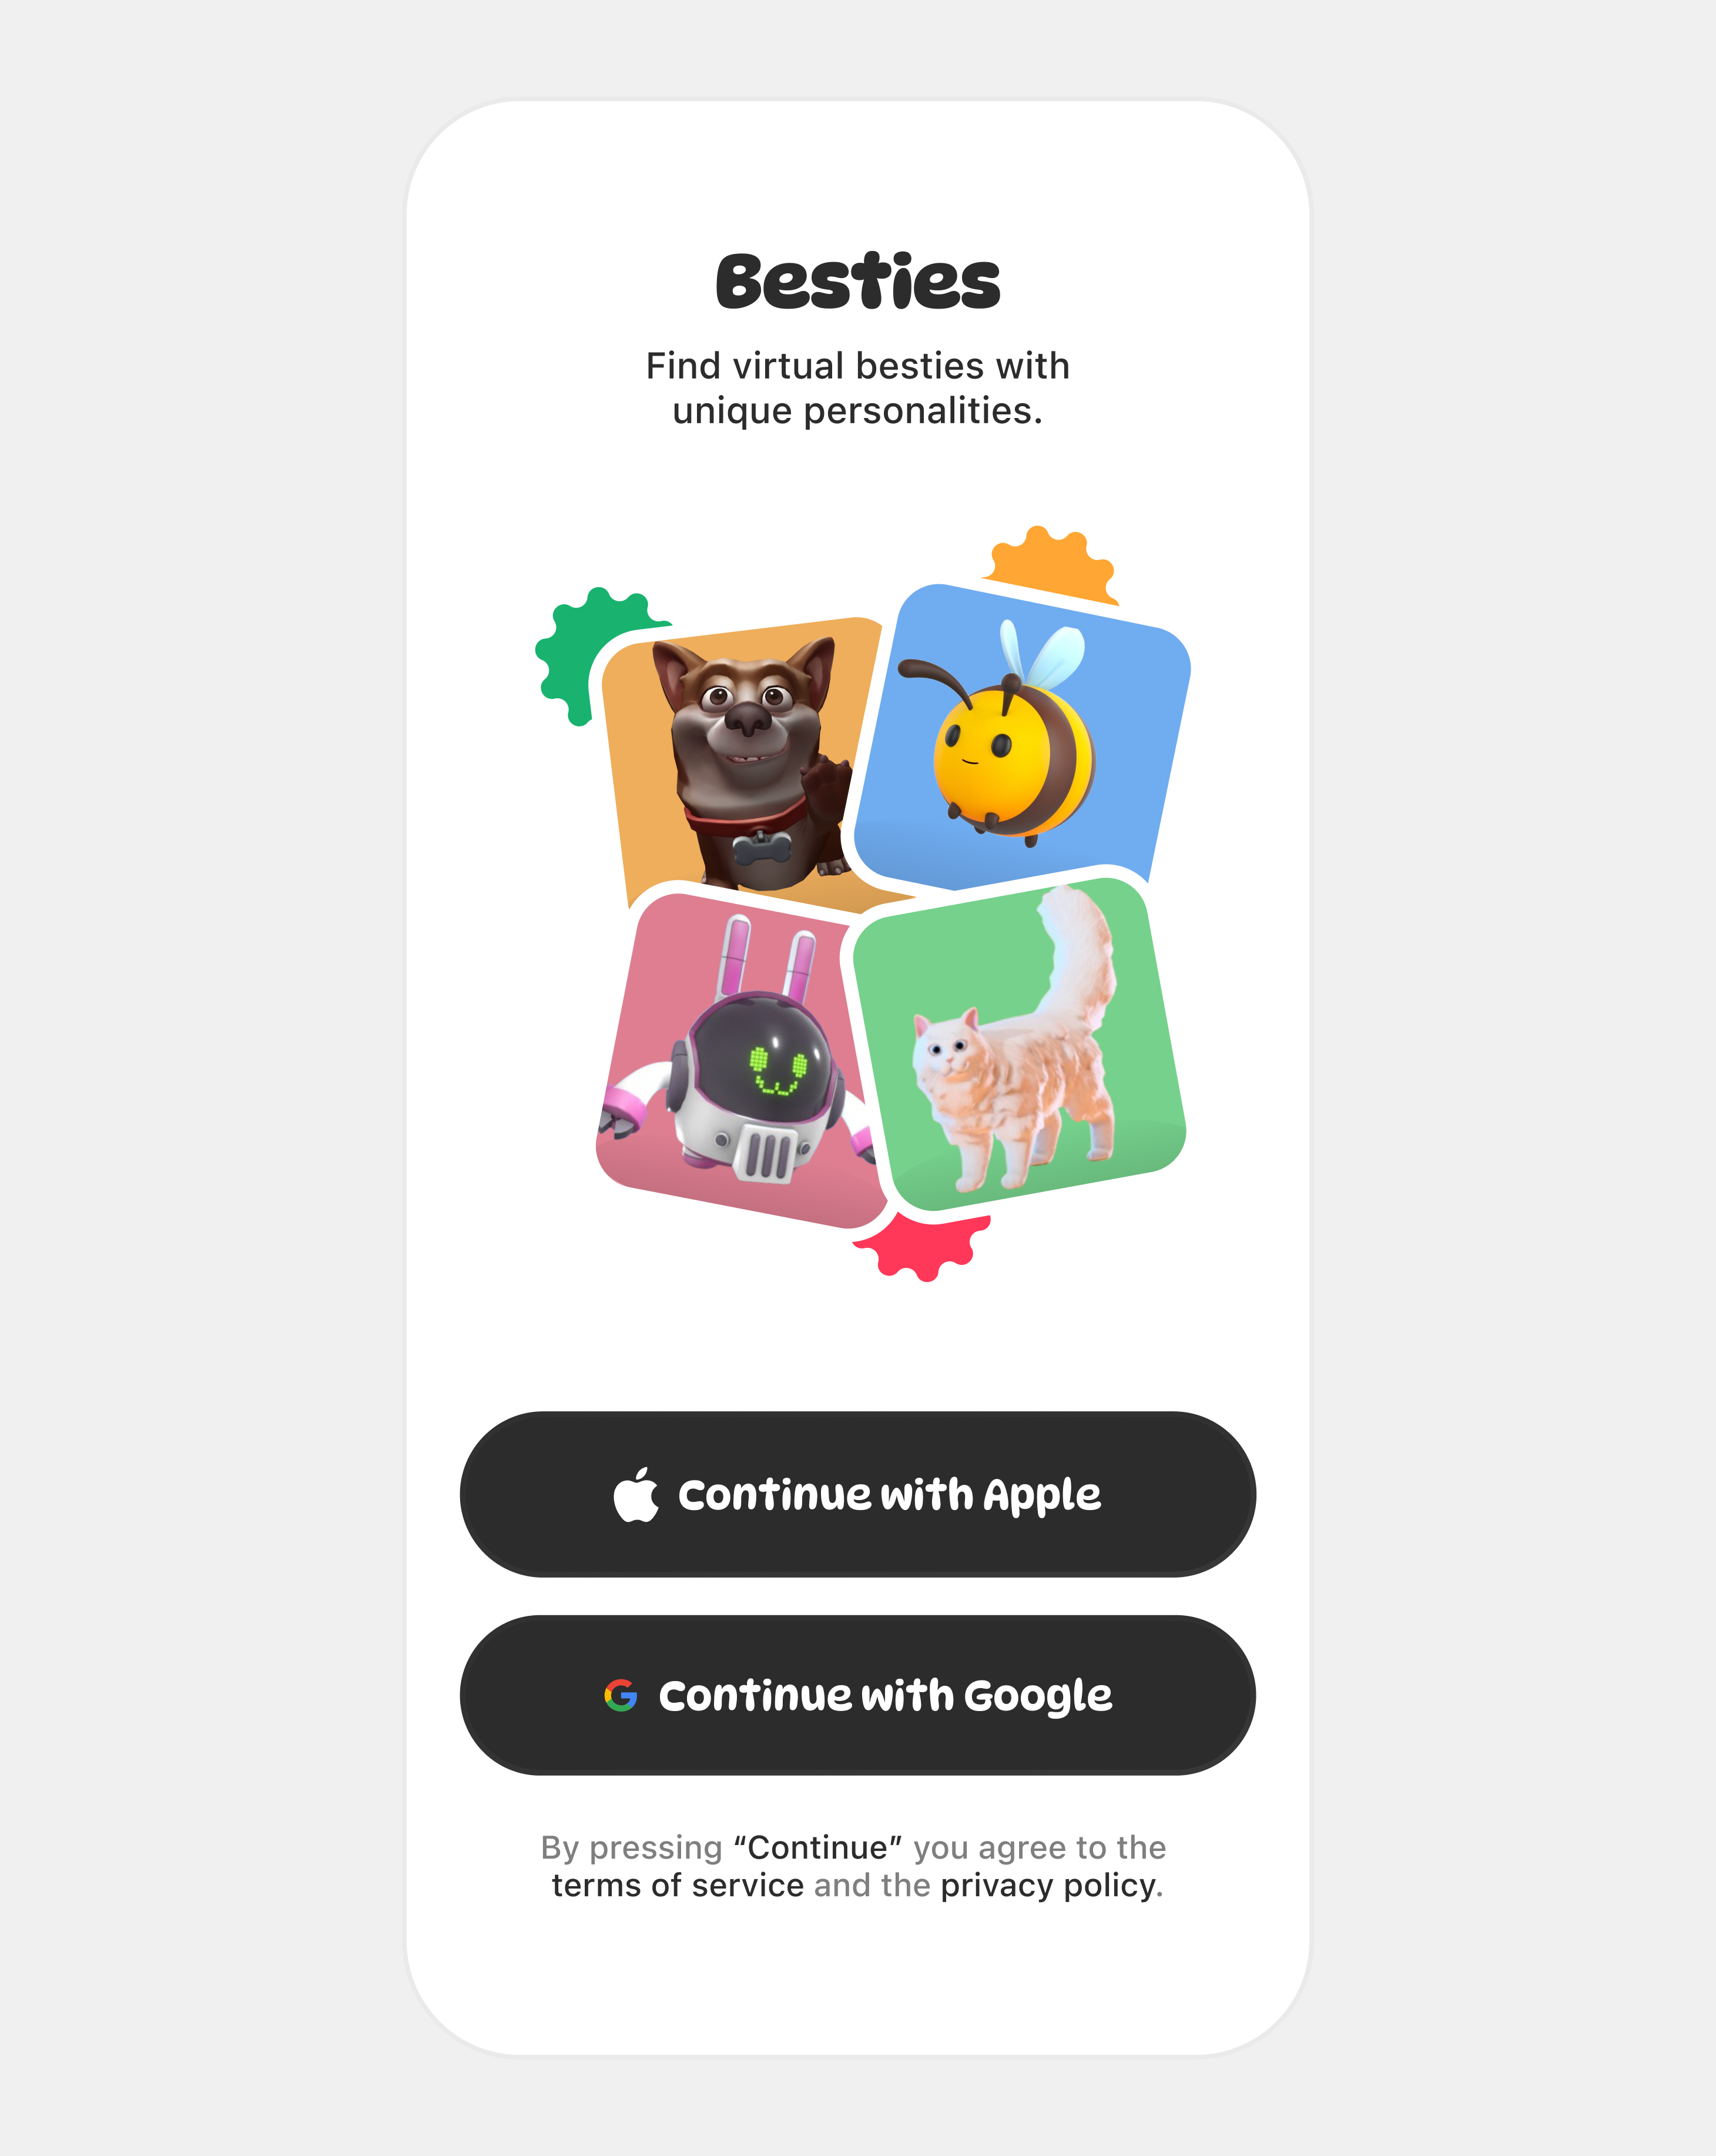 Besties
Find virtual besties with
unique personalities.
Continue with Apple
Continue with Google
By pressing “Continue” you agree to the
terms of service and the privacy policy.